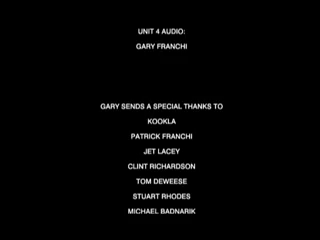 UNIT 4 AUDIO:
GARY FRANCHI
GARY SENDS A SPECIAL THANKS TO
KOOKLA
PATRICK FRANCHI
JET LACEY
CLINT RICHARDSON
TOM DEWEESE
STUART RHODES
MICHAEL BADNARIK